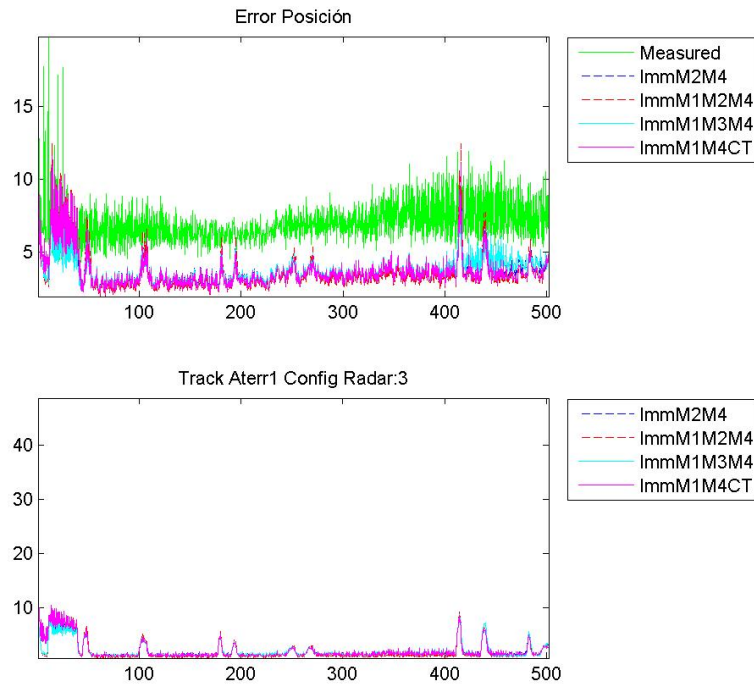 Error Posición
15
10
5
100
200
300
400
500
Measured
ImmM2M4
ImmM1M2M4
ImmM1M3M4
ImmM1M4CT
Track Aterr1 Config Radar:3
40
30
20
10
100
200
300
400
500
ImmM2M4
ImmM1M2M4
ImmM1M3M4
ImmM1M4CT